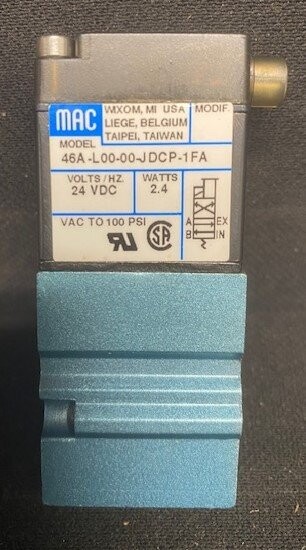 MAC
WIXOM, MI USA
LIEGE, BELGIUM
TAIPEI, TAIWAN
MODIF.
MODEL
46A-L00-00-JDCP-1FA
VOLTS/HZ.
24 VDC
WATTS
2.4
VAC TO 100 PSI
A EX
B IN